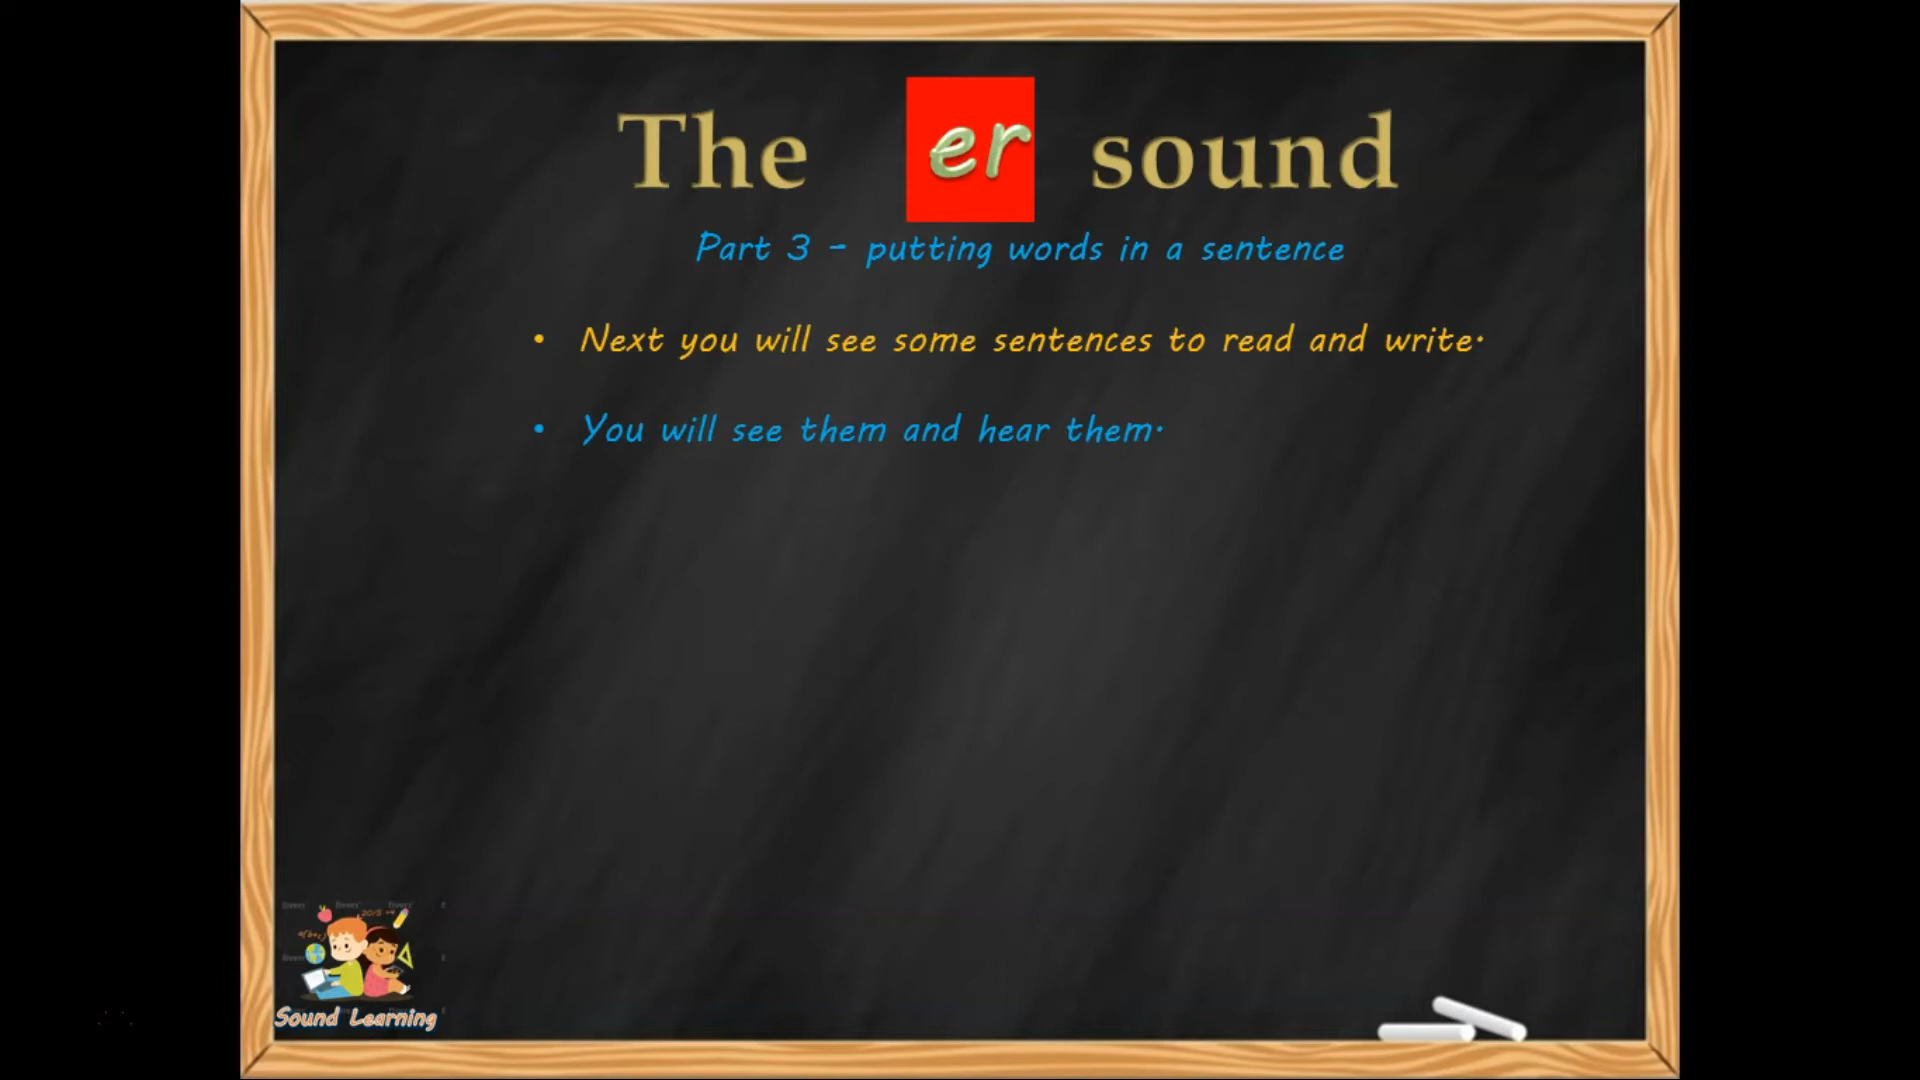 The er sound
Part 3 - putting words in a sentence
• Next you will see some sentences to read and write.
• You will see them and hear them.
Sound Learning